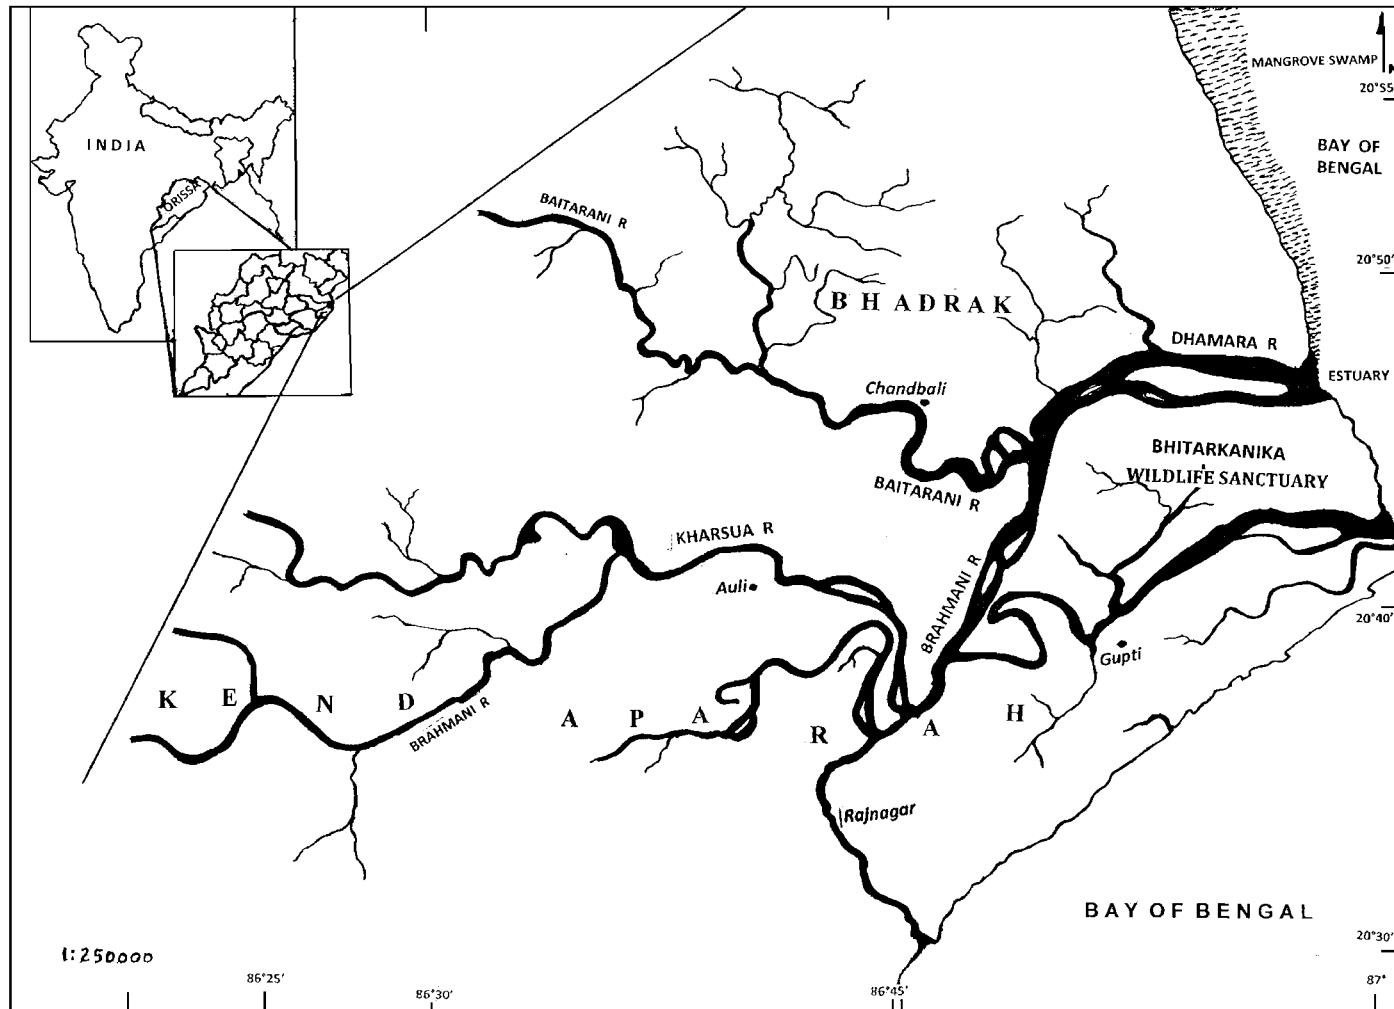 MANGROVE SWAMP
N
20°55'
INDIA
BAY OF
BENGAL
ORISSA
BAITARANI R
20°50'
BHADRAK
DHAMARA R
ESTUARY
Chandbali
BHITARKANIKA
WILDLIFE SANCTUARY
BAITARANI R
KHARSUA R
Auli
BRAHMANI R
20°40'
Gupti
KENDAPARAH
BRAHMANI R
Rajnagar
BAY OF BENGAL
20°30'
1:250000
86°25'
86°30'
86°45'
87°